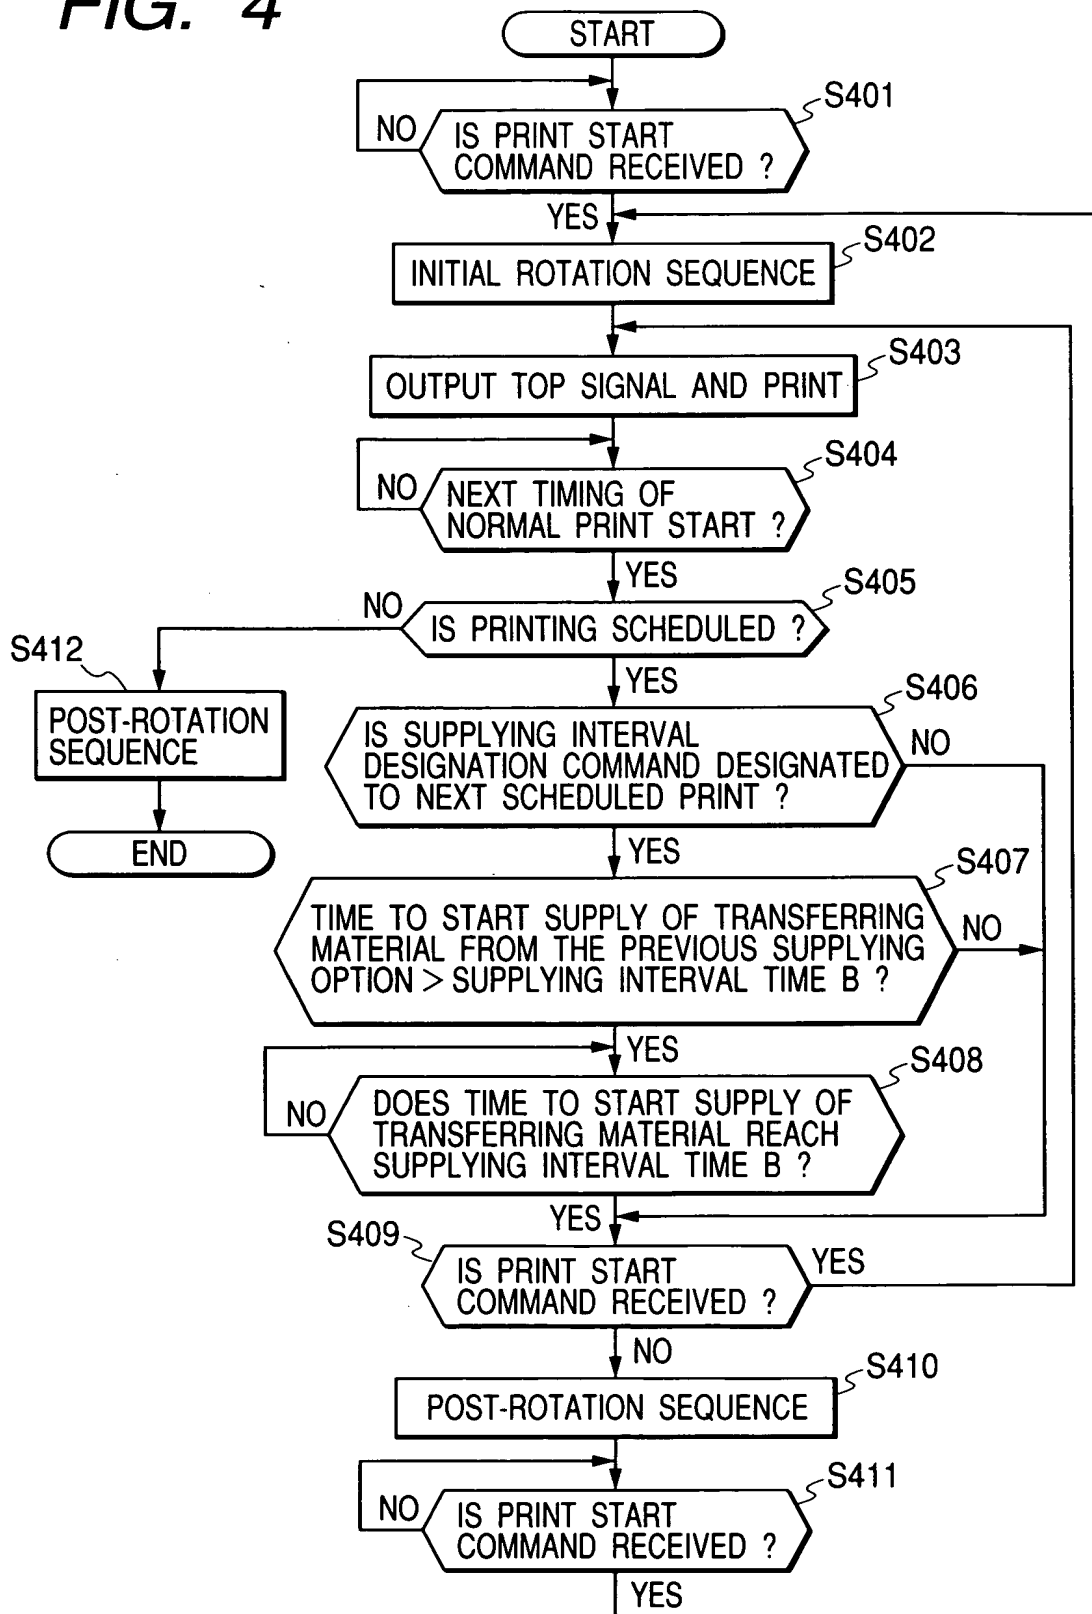 FIG. 4
START
S401
NO
IS PRINT START
COMMAND RECEIVED ?
YES
S402
INITIAL ROTATION SEQUENCE
S403
OUTPUT TOP SIGNAL AND PRINT
S404
NO
NEXT TIMING OF
NORMAL PRINT START ?
YES
S405
NO
IS PRINTING SCHEDULED ?
S412
YES
POST-ROTATION
SEQUENCE
END
S406
IS SUPPLYING INTERVAL
DESIGNATION COMMAND DESIGNATED
TO NEXT SCHEDULED PRINT ?
NO
YES
S407
TIME TO START SUPPLY OF TRANSFERRING
MATERIAL FROM THE PREVIOUS SUPPLYING
OPTION > SUPPLYING INTERVAL TIME B ?
NO
YES
S408
NO
DOES TIME TO START SUPPLY OF
TRANSFERRING MATERIAL REACH
SUPPLYING INTERVAL TIME B ?
YES
S409
IS PRINT START
COMMAND RECEIVED ?
YES
NO
S410
POST-ROTATION SEQUENCE
S411
NO
IS PRINT START
COMMAND RECEIVED ?
YES